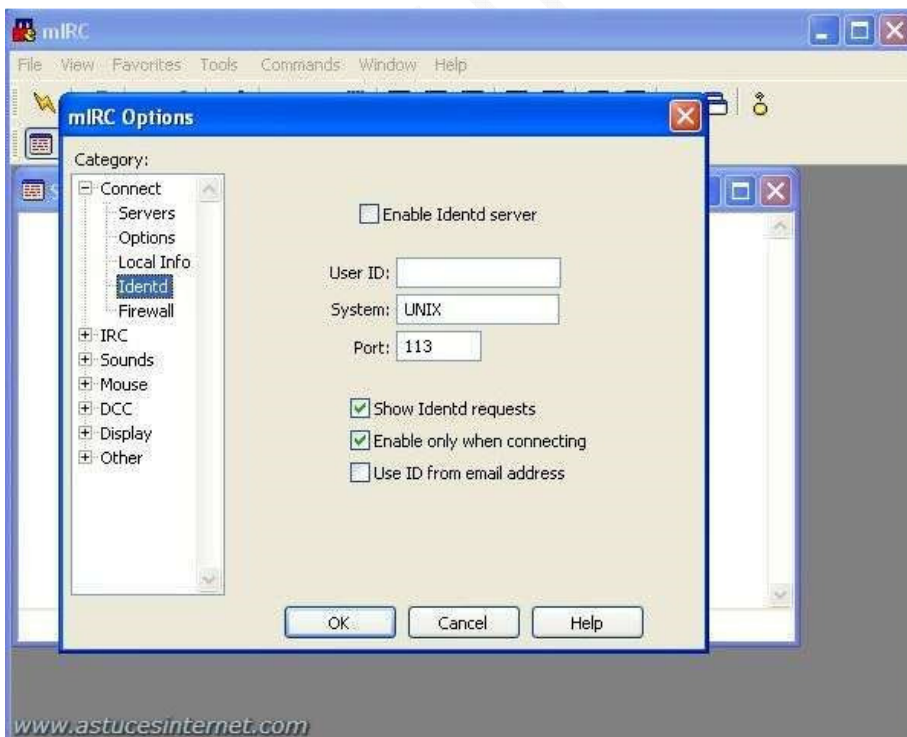 mIRC
File View Favorites Tools Commands Window Help
mIRC Options
Category:
Connect
Servers
Options
Local Info
Identd
Firewall
IRC
Sounds
Mouse
DCC
Display
Other
Enable Identd server
User ID:
System: UNIX
Port: 113
Show Identd requests
Enable only when connecting
Use ID from email address
OK Cancel Help
www.astucesinternet.com